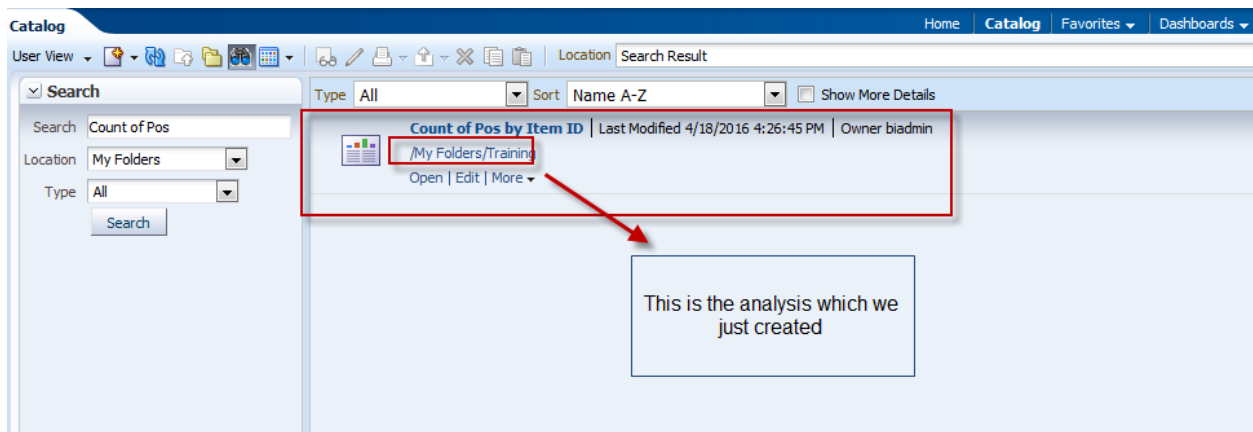 Catalog
Home Catalog Favorites Dashboards
User View Location Search Result
Search
Search Count of Pos
Location My Folders
Type All
Search
Type All Sort Name A-Z Show More Details
Count of Pos by Item ID | Last Modified 4/18/2016 4:26:45 PM | Owner biadmin
/My Folders/Training
Open | Edit | More
This is the analysis which we
just created